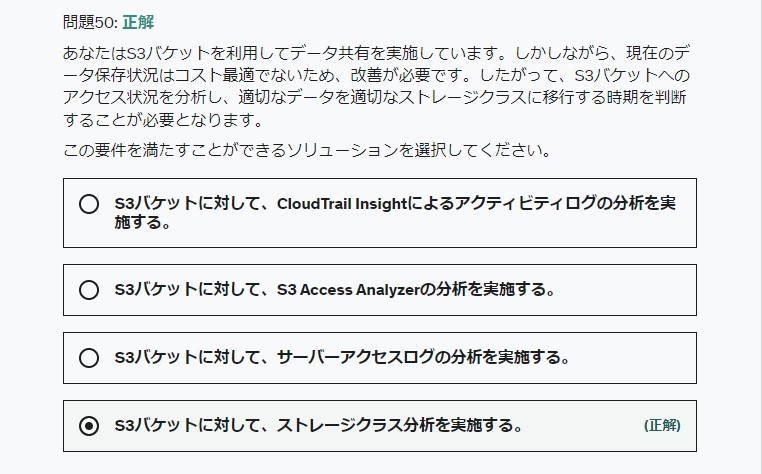 問題50: 正解
あなたはS3バケットを利用してデータ共有を実施しています。しかしながら、現在のデ
ータ保存状況はコスト最適でないため、改善が必要です。したがって、S3バケットへの
アクセス状況を分析し、適切なデータを適切なストレージクラスに移行する時期を判断
することが必要となります。
この要件を満たすことができるソリューションを選択してください。
S3バケットに対して、CloudTrail Insightによるアクティビティログの分析を実
施する。
S3バケットに対して、S3 Access Analyzerの分析を実施する。
S3バケットに対して、サーバーアクセスログの分析を実施する。
S3バケットに対して、ストレージクラス分析を実施する。 (正解)